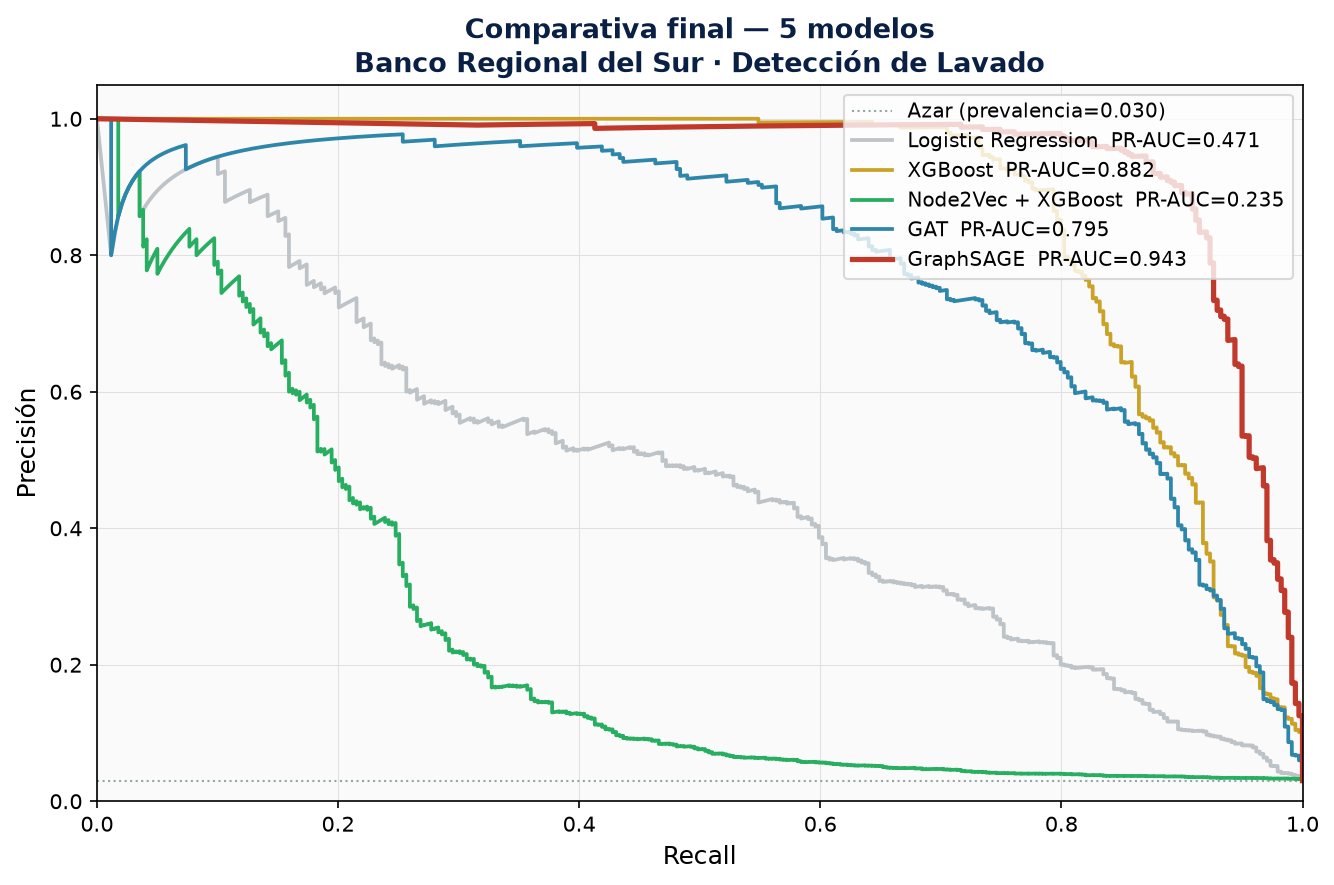 Comparativa final — 5 modelos
Banco Regional del Sur · Detección de Lavado
Azar (prevalencia=0.030)
Logistic Regression PR-AUC=0.471
XGBoost PR-AUC=0.882
Node2Vec + XGBoost PR-AUC=0.235
GAT PR-AUC=0.795
GraphSAGE PR-AUC=0.943
Precisión
1.0
0.8
0.6
0.4
0.2
0.0
0.0 0.2 0.4 0.6 0.8 1.0
Recall